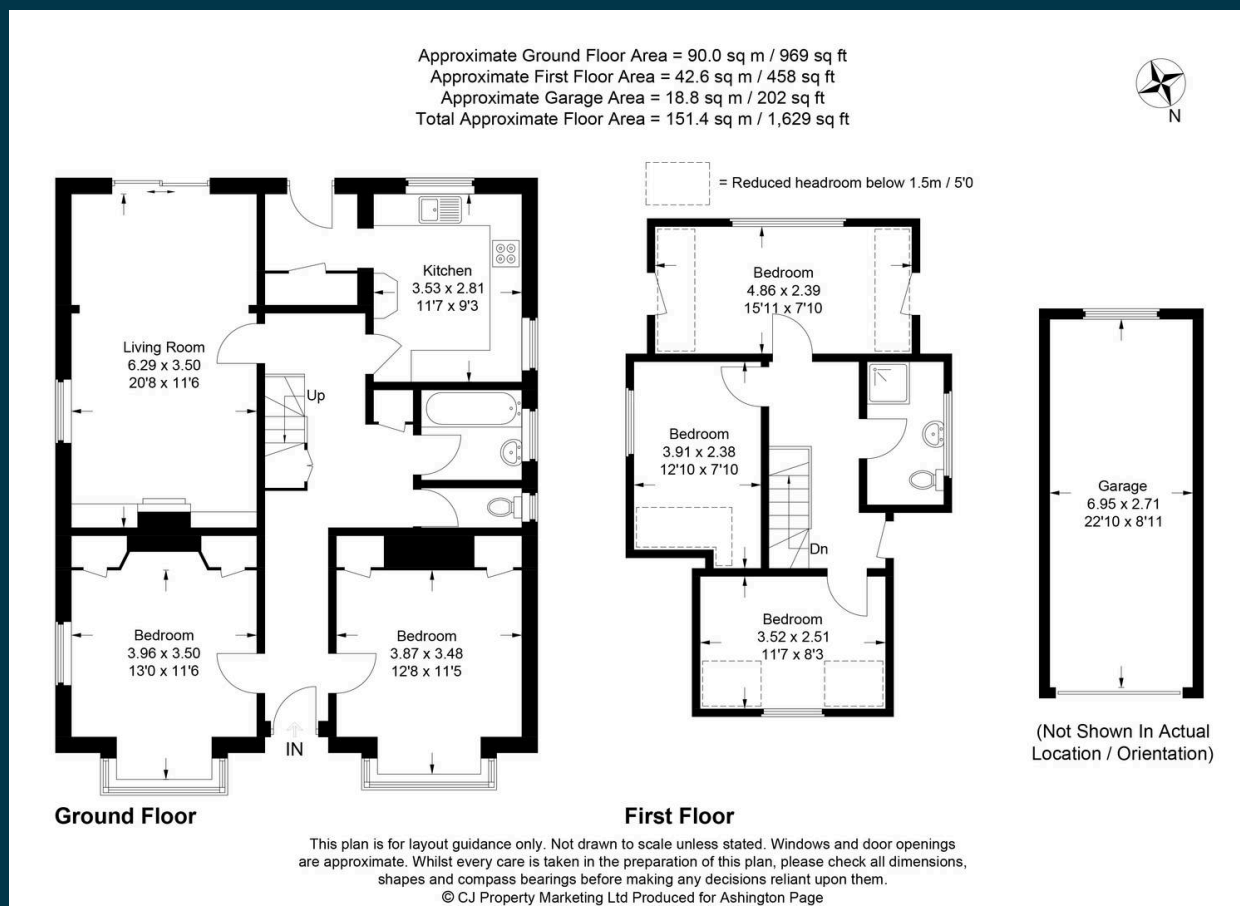 Approximate Ground Floor Area = 90.0 sq m / 969 sq ft
Approximate First Floor Area = 42.6 sq m / 458 sq ft
Approximate Garage Area = 18.8 sq m / 202 sq ft
Total Approximate Floor Area = 151.4 sq m / 1,629 sq ft
N
= Reduced headroom below 1.5m / 5'0
Living Room
6.29 x 3.50
20'8 x 11'6
Kitchen
3.53 x 2.81
11'7 x 9'3
Up
Bedroom
3.96 x 3.50
13'0 x 11'6
Bedroom
3.87 x 3.48
12'8 x 11'5
IN
Ground Floor
Bedroom
4.86 x 2.39
15'11 x 7'10
Bedroom
3.91 x 2.38
12'10 x 7'10
Dn
Bedroom
3.52 x 2.51
11'7 x 8'3
First Floor
Garage
6.95 x 2.71
22'10 x 8'11
(Not Shown In Actual
Location / Orientation)
This plan is for layout guidance only. Not drawn to scale unless stated. Windows and door openings
are approximate. Whilst every care is taken in the preparation of this plan, please check all dimensions,
shapes and compass bearings before making any decisions reliant upon them.
© CJ Property Marketing Ltd Produced for Ashington Page